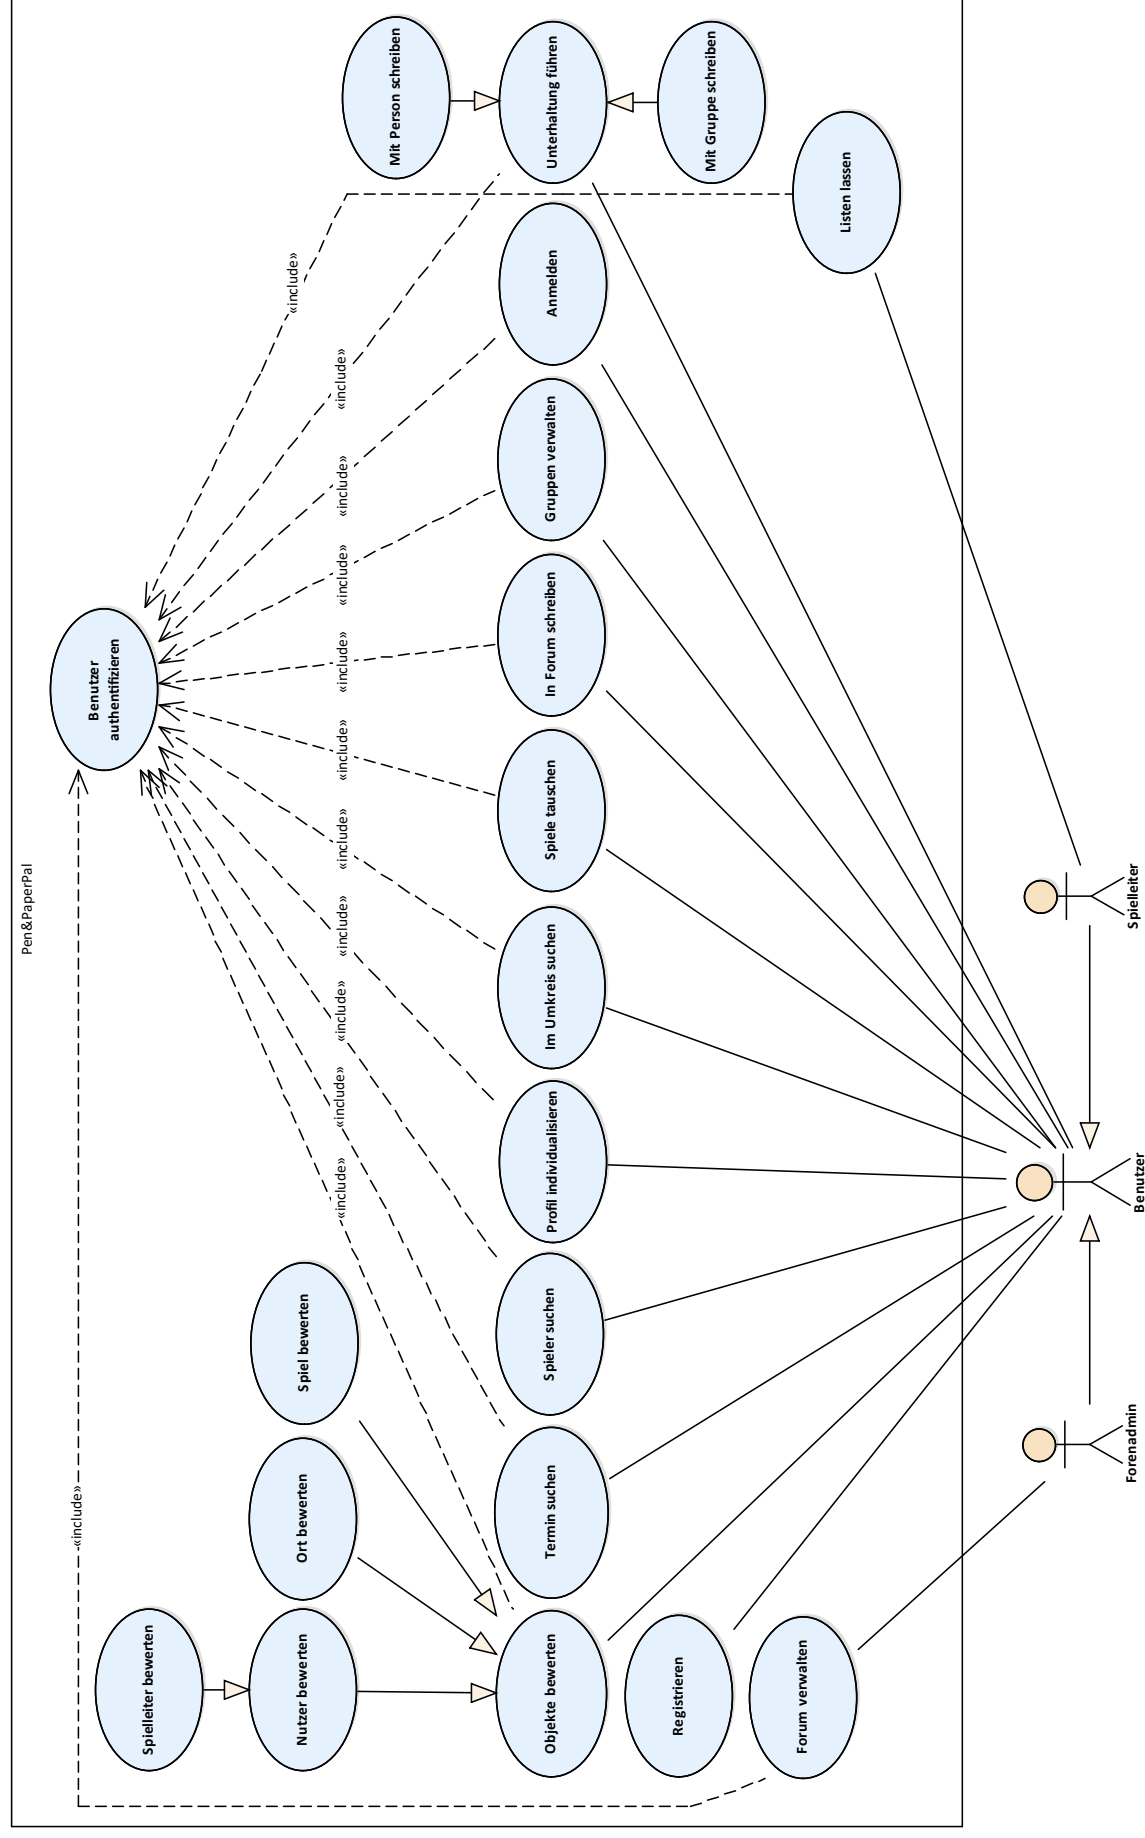 Pen&PaperPal
Benutzer
authentifizieren
«include»
«include»
«include»
«include»
«include»
«include»
«include»
«include»
«include»
«include»
«include»
«include»
Spielleiter bewerten
Nutzer bewerten
Ort bewerten
Spiel bewerten
Mit Person schreiben
Objekte bewerten
Termin suchen
Spieler suchen
Profil individualisieren
Im Umkreis suchen
Spiele tauschen
In Forum schreiben
Gruppen verwalten
Anmelden
Unterhaltung führen
Registrieren
Mit Gruppe schreiben
Forum verwalten
Listen lassen
Forenadmin
Benutzer
Spielleiter